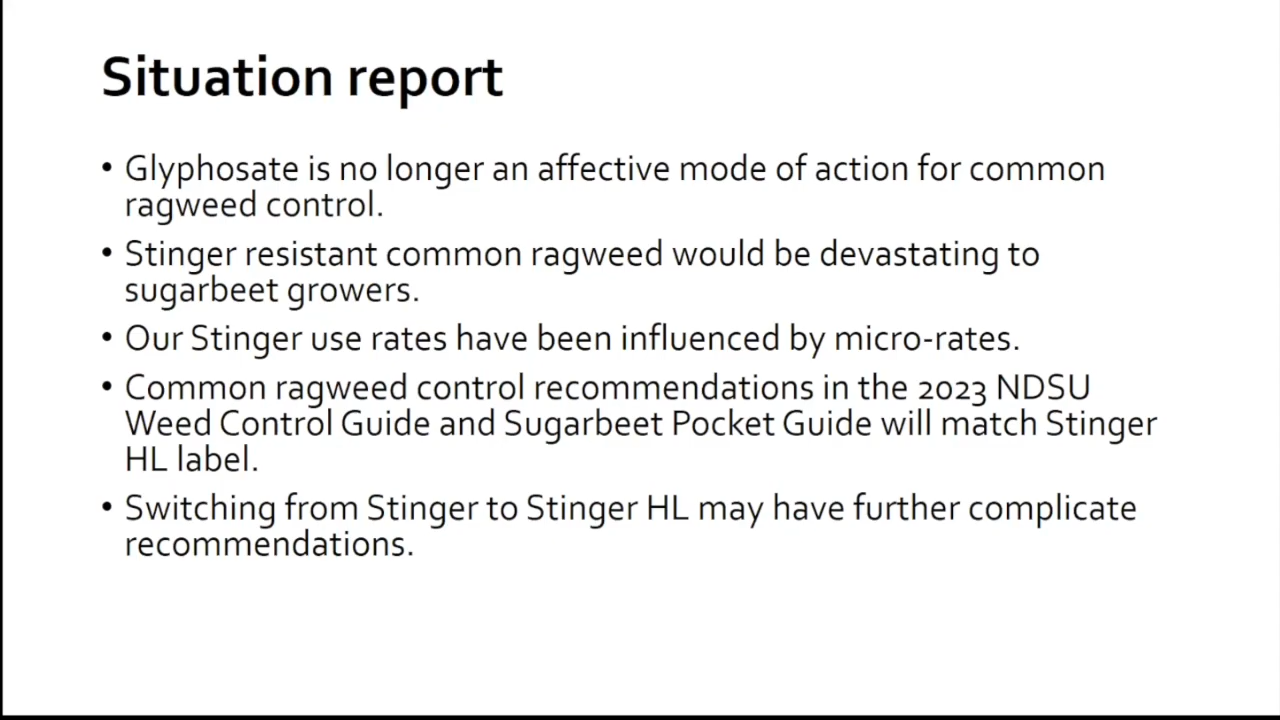 Situation report
• Glyphosate is no longer an affective mode of action for common
ragweed control.
• Stinger resistant common ragweed would be devastating to
sugarbeet growers.
• Our Stinger use rates have been influenced by micro-rates.
• Common ragweed control recommendations in the 2023 NDSU
Weed Control Guide and Sugarbeet Pocket Guide will match Stinger
HL label.
• Switching from Stinger to Stinger HL may have further complicate
recommendations.